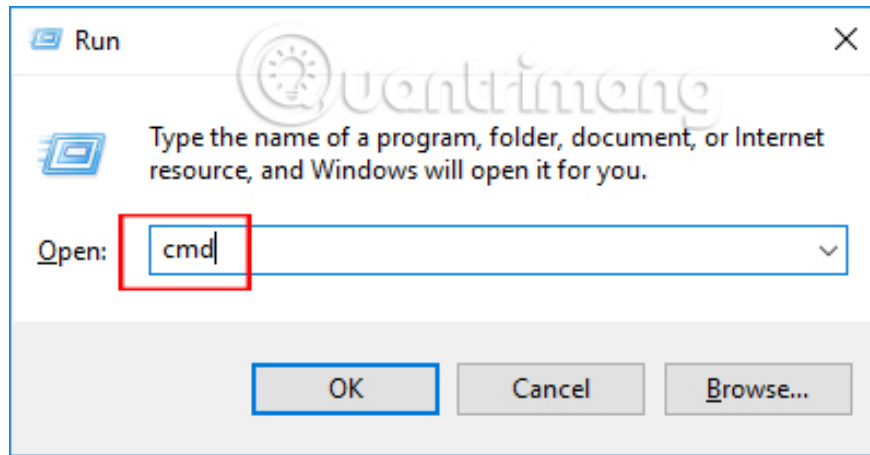 Run
Quantrimang
Type the name of a program, folder, document, or Internet
resource, and Windows will open it for you.
Open: cmd
OK Cancel Browse...